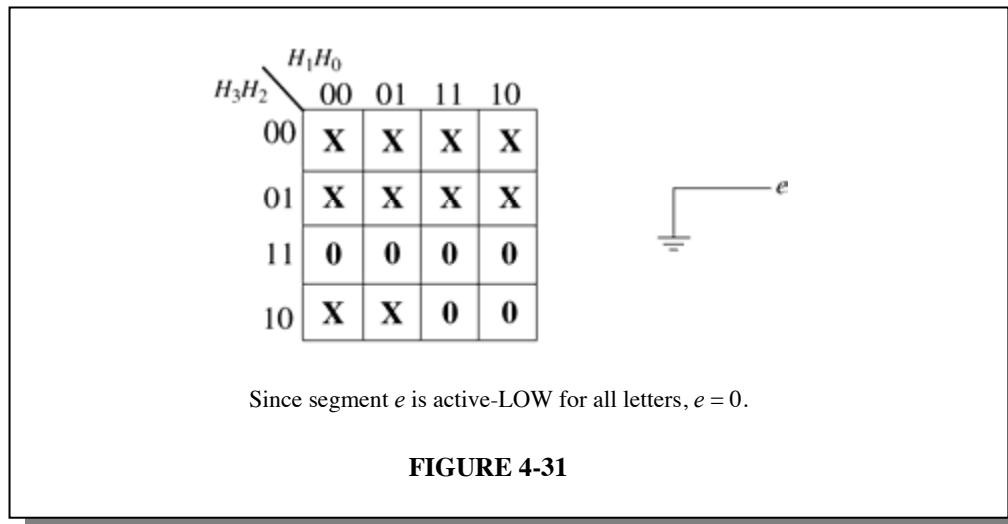 H₁H₀
H₃H₂ 00 01 11 10
00 X X X X
01 X X X X
e
11 0 0 0 0
10 X X 0 0
Since segment e is active-LOW for all letters, e = 0.
FIGURE 4-31